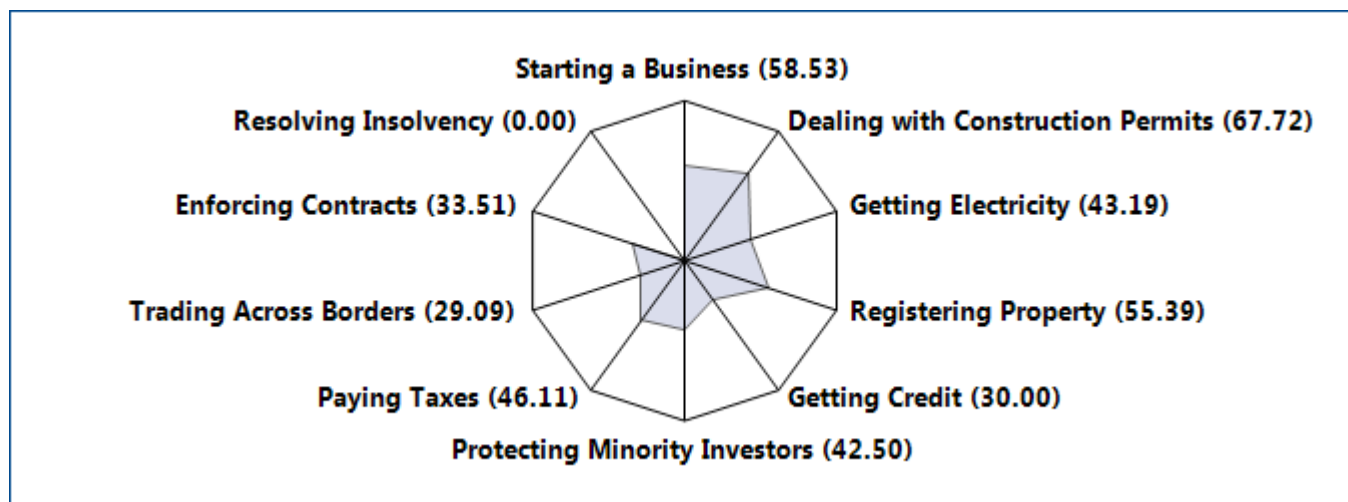 Starting a Business (58.53)
Resolving Insolvency (0.00)
Dealing with Construction Permits (67.72)
Enforcing Contracts (33.51)
Getting Electricity (43.19)
Trading Across Borders (29.09)
Registering Property (55.39)
Paying Taxes (46.11)
Getting Credit (30.00)
Protecting Minority Investors (42.50)